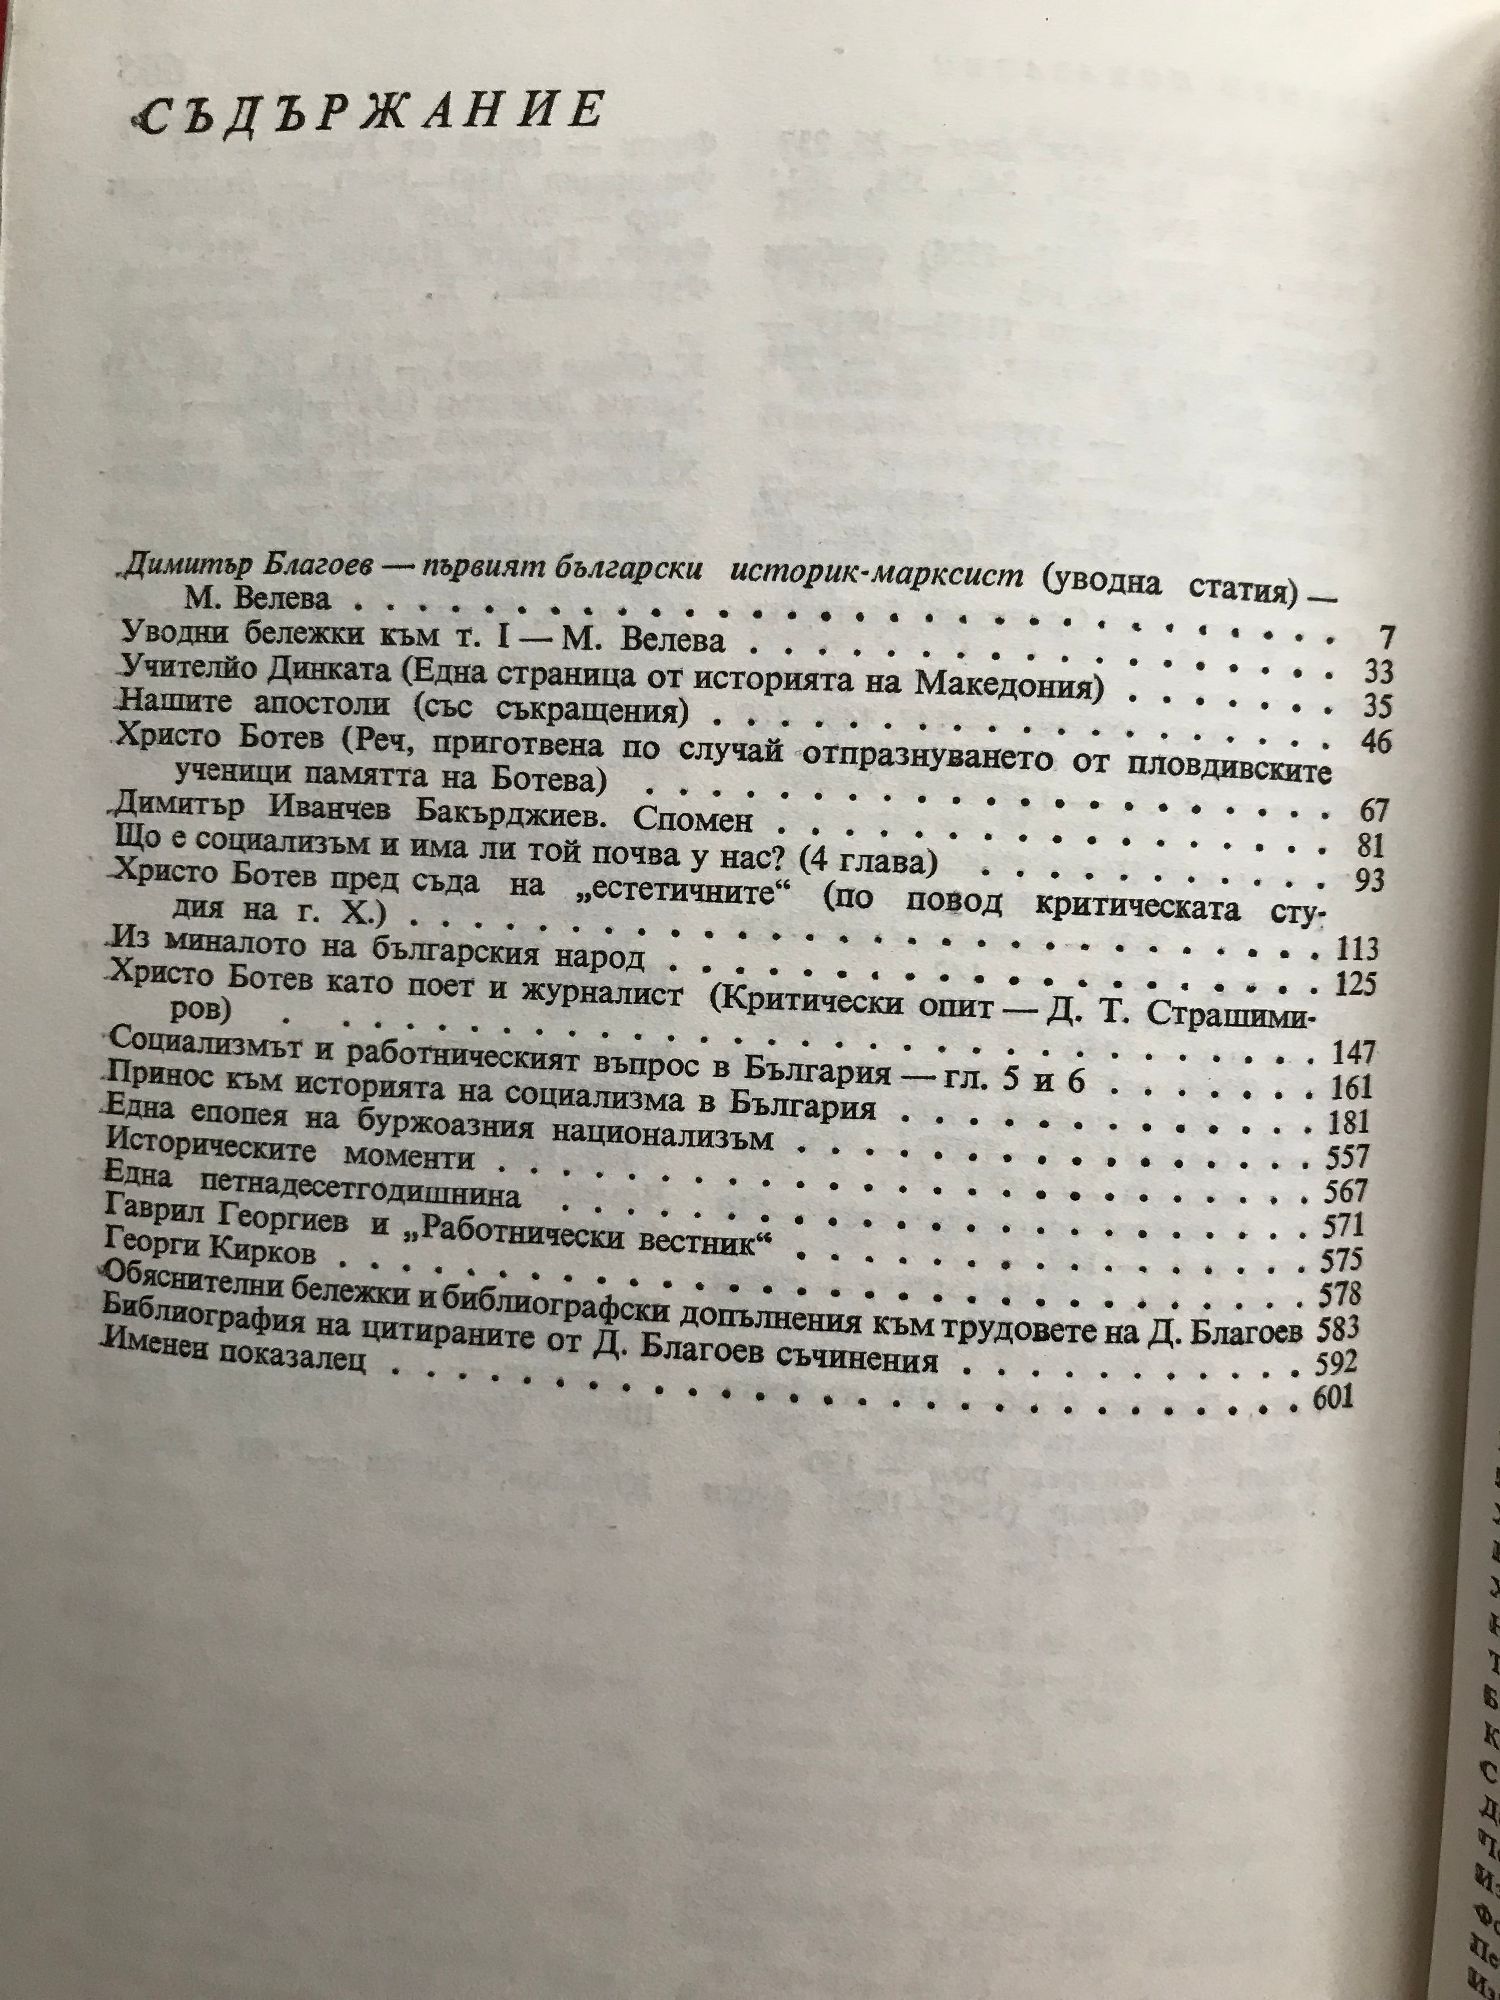 СЪДЪРЖАНИЕ
Димитър Благоев — първият български историк-марксист (уводна статия) —
М. Велева . . . . . . . . . . . . . . . . . . . . . . . . . . . . . . 7
Уводни бележки към т. I — М. Велева . . . . . . . . . . . . . . . . . . 33
Учителйо Динката (Една страница от историята на Македония) . . . . . . . 35
Нашите апостоли (със съкращения) . . . . . . . . . . . . . . . . . . . 46
Христо Ботев (Реч, приготвена по случай отпразнуването от пловдивските
ученици памятта на Ботева) . . . . . . . . . . . . . . . . . . . . . 67
Димитър Иванчев Бакърджиев. Спомен . . . . . . . . . . . . . . . . . 81
Що е социализъм и има ли той почва у нас? (4 глава) . . . . . . . . . . . 93
Христо Ботев пред съда на „естетичните“ (по повод критическата сту-
дия на г. Х.) . . . . . . . . . . . . . . . . . . . . . . . . . . . . 113
Из миналото на българския народ . . . . . . . . . . . . . . . . . . . . 125
Христо Ботев като поет и журналист (Критически опит — Д. Т. Страшими-
ров) . . . . . . . . . . . . . . . . . . . . . . . . . . . . . . . . 147
Социализмът и работническият въпрос в България — гл. 5 и 6 . . . . . . . 161
Принос към историята на социализма в България . . . . . . . . . . . . . 181
Една епопея на буржоазния национализъм . . . . . . . . . . . . . . . . 557
Историческите моменти . . . . . . . . . . . . . . . . . . . . . . . . . 567
Една петнадесетгодишнина . . . . . . . . . . . . . . . . . . . . . . . 571
Гаврил Георгиев и „Работнически вестник“ . . . . . . . . . . . . . . . . 575
Георги Кирков . . . . . . . . . . . . . . . . . . . . . . . . . . . . . 578
Обяснителни бележки и библиографски допълнения към трудовете на Д. Благоев 583
Библиография на цитираните от Д. Благоев съчинения . . . . . . . . . . . 592
Именен показалец . . . . . . . . . . . . . . . . . . . . . . . . . . . . 601